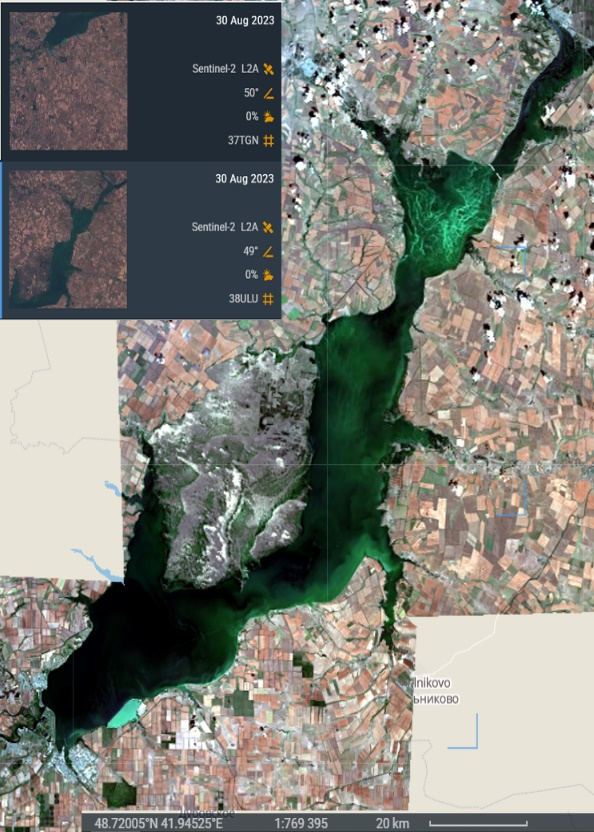 30 Aug 2023
Sentinel-2 L2A
50°
0%
37TGN
30 Aug 2023
Sentinel-2 L2A
49°
0%
38ULU
lnikovo
ьниково
48.72005°N 41.94525°E 1:769 395 20 km